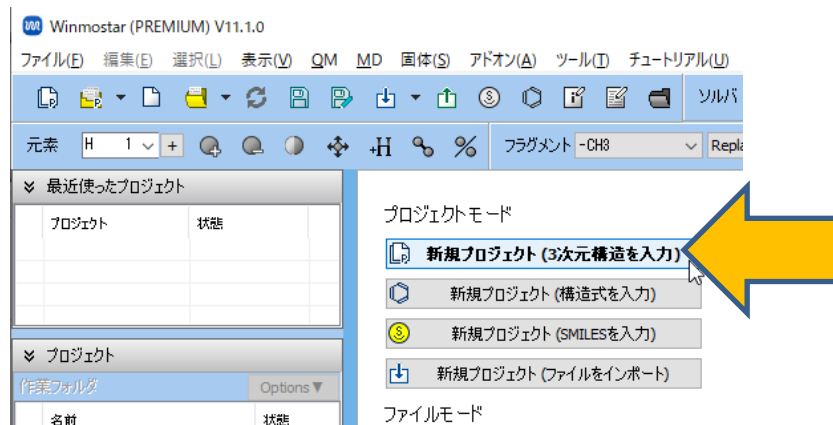 Winmostar (PREMIUM) V11.1.0
ファイル(F) 編集(E) 選択(L) 表示(V) QM MD 固体(S) アドオン(A) ツール(T) チュートリアル(U)
ソルバ
元素 H 1 + +H フラグメント -CH3 Repla
最近使ったプロジェクト
プロジェクト 状態
プロジェクトモード
新規プロジェクト (3次元構造を入力)
新規プロジェクト (構造式を入力)
新規プロジェクト (SMILESを入力)
新規プロジェクト (ファイルをインポート)
プロジェクト
作業フォルダ Options▼
名前 状態
ファイルモード